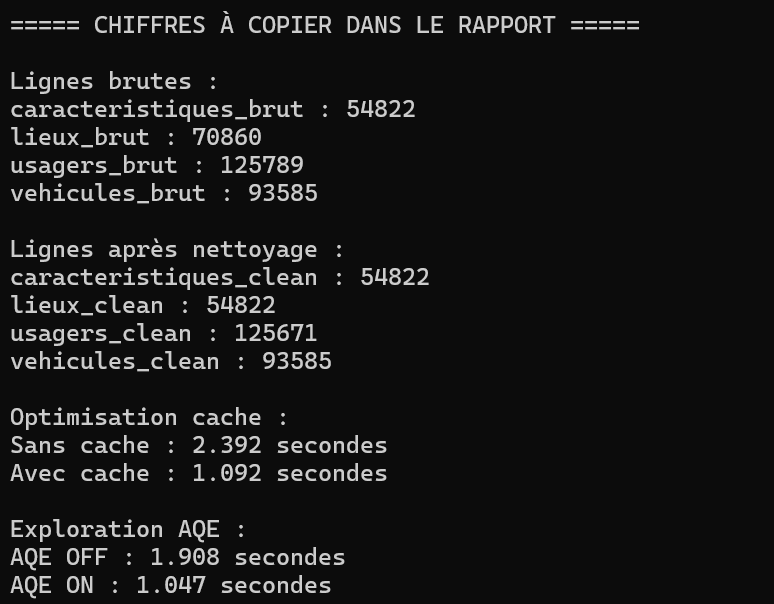 ===== CHIFFRES À COPIER DANS LE RAPPORT =====
Lignes brutes :
caracteristiques_brut : 54822
lieux_brut : 70860
usagers_brut : 125789
vehicules_brut : 93585
Lignes après nettoyage :
caracteristiques_clean : 54822
lieux_clean : 54822
usagers_clean : 125671
vehicules_clean : 93585
Optimisation cache :
Sans cache : 2.392 secondes
Avec cache : 1.092 secondes
Exploration AQE :
AQE OFF : 1.908 secondes
AQE ON : 1.047 secondes